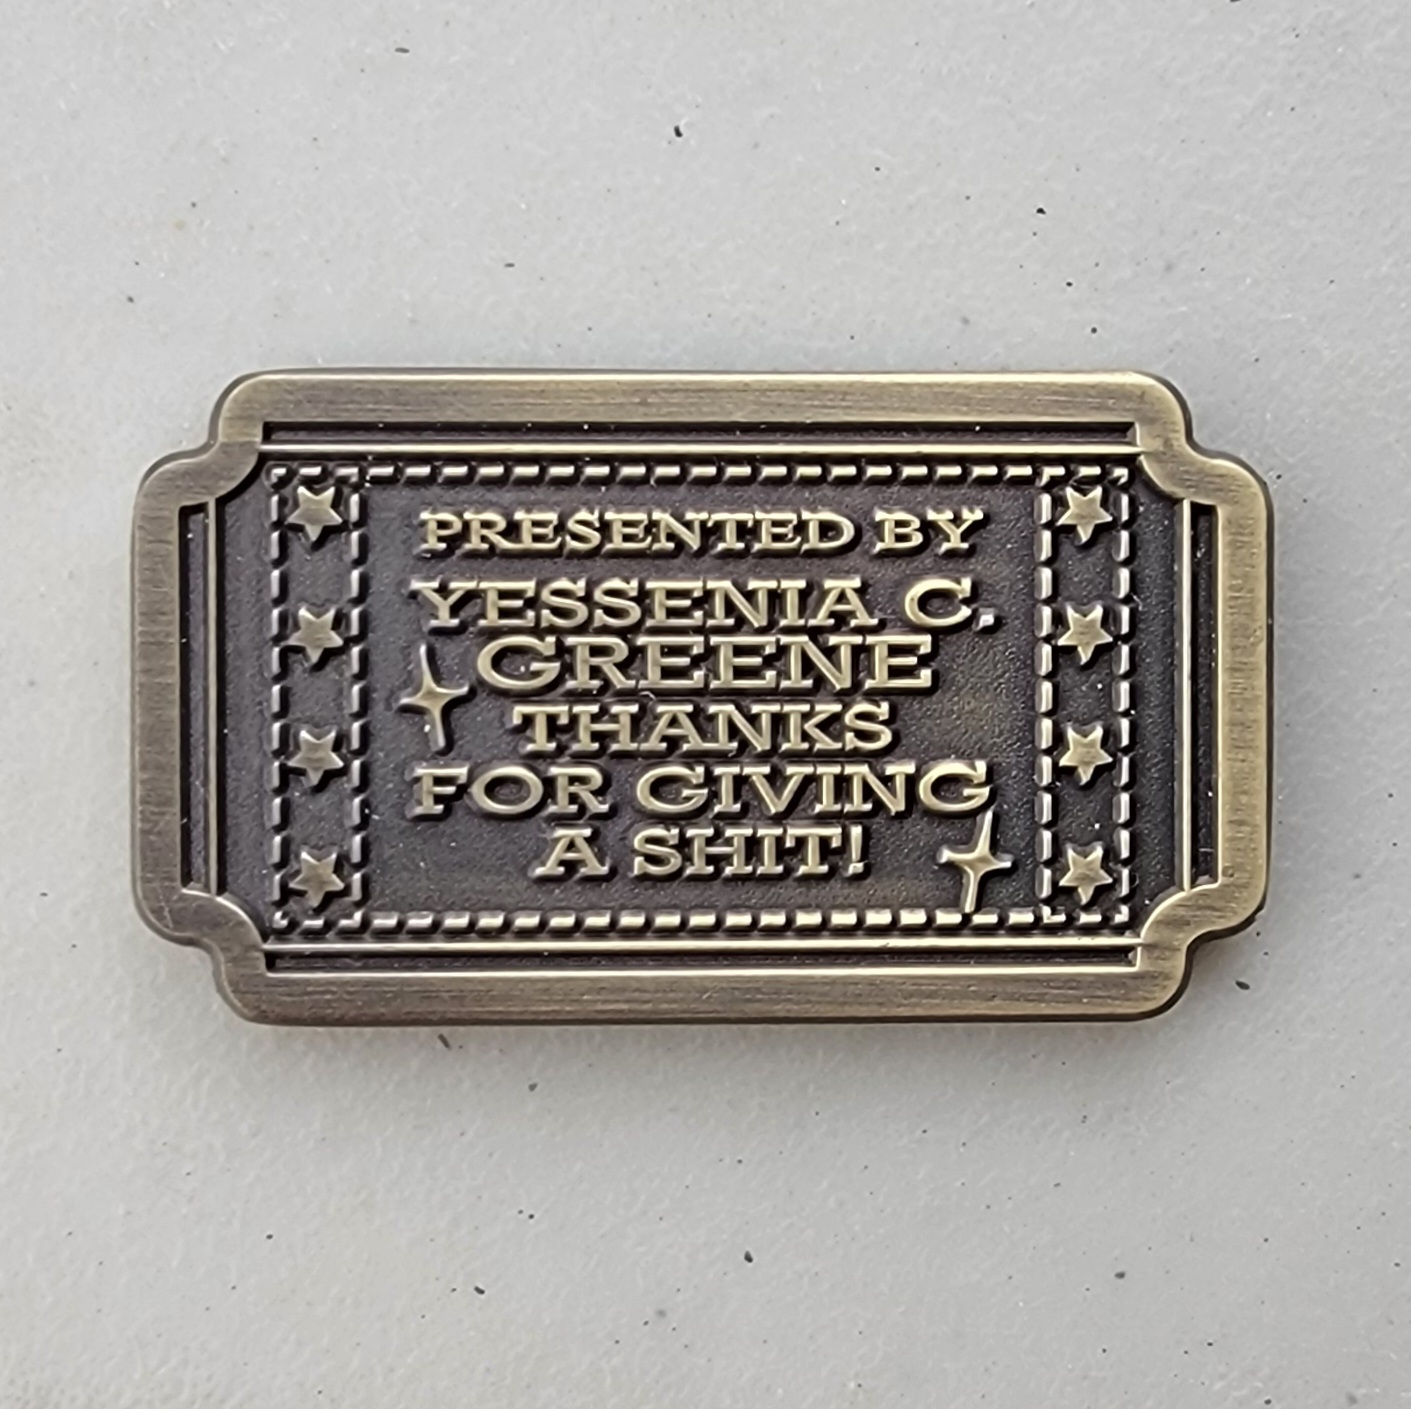 PRESENTED BY
YESSENIA C.
GREENE
THANKS
FOR GIVING
A SHIT!